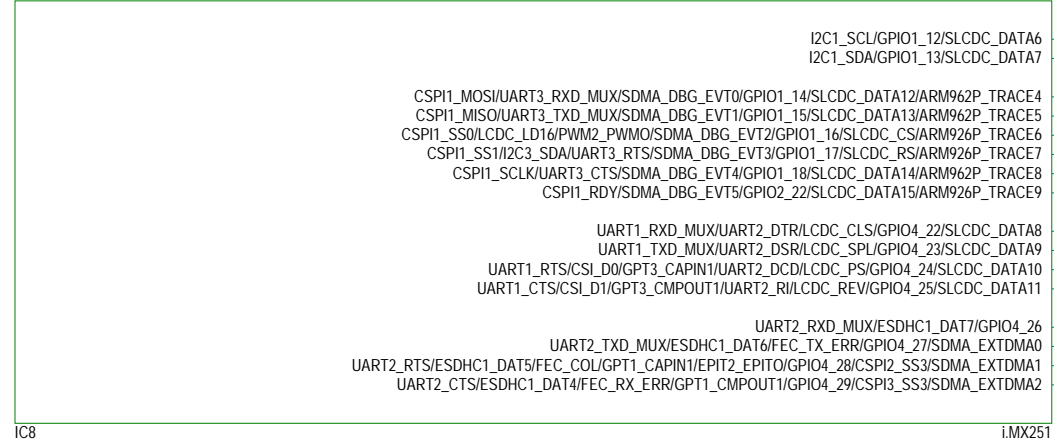 I2C1_SCL/GPIO1_12/SLCDC_DATA6
I2C1_SDA/GPIO1_13/SLCDC_DATA7
CSPI1_MOSI/UART3_RXD_MUX/SDMA_DBG_EVT0/GPIO1_14/SLCDC_DATA12/ARM962P_TRACE4
CSPI1_MISO/UART3_TXD_MUX/SDMA_DBG_EVT1/GPIO1_15/SLCDC_DATA13/ARM962P_TRACE5
CSPI1_SS0/LCDC_LD16/PWM2_PWMO/SDMA_DBG_EVT2/GPIO1_16/SLCDC_CS/ARM926P_TRACE6
CSPI1_SS1/I2C3_SDA/UART3_RTS/SDMA_DBG_EVT3/GPIO1_17/SLCDC_RS/ARM926P_TRACE7
CSPI1_SCLK/UART3_CTS/SDMA_DBG_EVT4/GPIO1_18/SLCDC_DATA14/ARM962P_TRACE8
CSPI1_RDY/SDMA_DBG_EVT5/GPIO2_22/SLCDC_DATA15/ARM926P_TRACE9
UART1_RXD_MUX/UART2_DTR/LCDC_CLS/GPIO4_22/SLCDC_DATA8
UART1_TXD_MUX/UART2_DSR/LCDC_SPL/GPIO4_23/SLCDC_DATA9
UART1_RTS/CSI_D0/GPT3_CAPIN1/UART2_DCD/LCDC_PS/GPIO4_24/SLCDC_DATA10
UART1_CTS/CSI_D1/GPT3_CMPOUT1/UART2_RI/LCDC_REV/GPIO4_25/SLCDC_DATA11
UART2_RXD_MUX/ESDHC1_DAT7/GPIO4_26
UART2_TXD_MUX/ESDHC1_DAT6/FEC_TX_ERR/GPIO4_27/SDMA_EXTDMA0
UART2_RTS/ESDHC1_DAT5/FEC_COL/GPT1_CAPIN1/EPIT2_EPITO/GPIO4_28/CSPI2_SS3/SDMA_EXTDMA1
UART2_CTS/ESDHC1_DAT4/FEC_RX_ERR/GPT1_CMPOUT1/GPIO4_29/CSPI3_SS3/SDMA_EXTDMA2
IC8 i.MX251